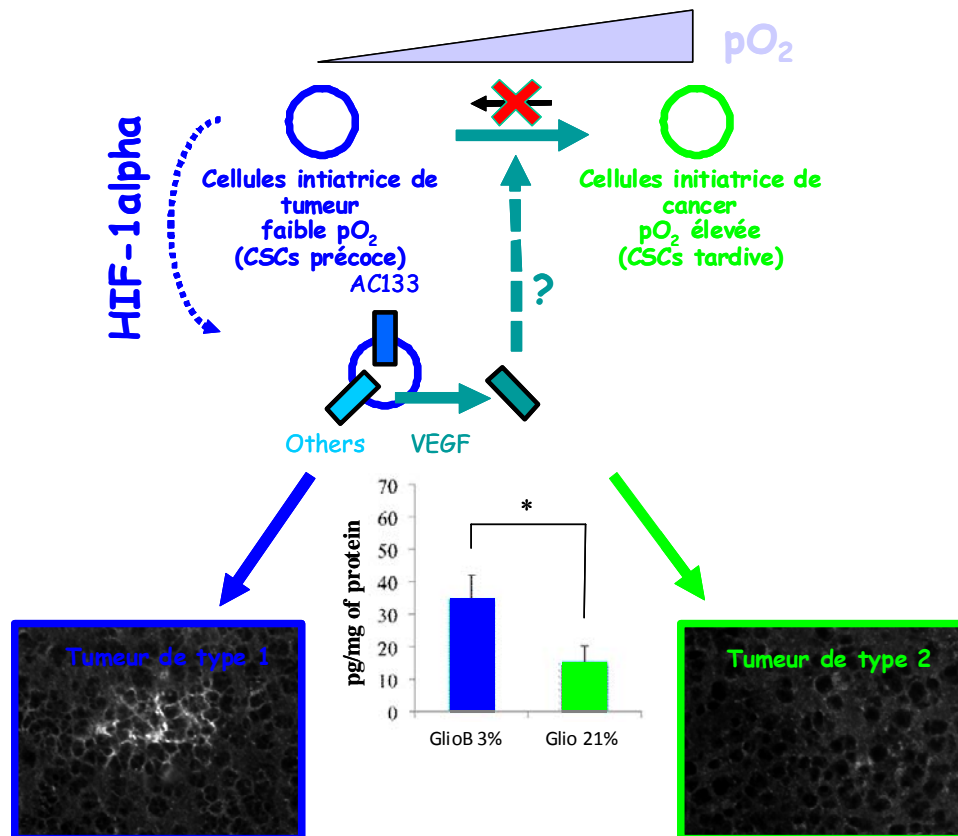 pO₂
HIF-1alpha
Cellules intiatrice de
tumeur
faible pO₂
(CSCs précoce)
AC133
Cellules initiatrice de
cancer
pO₂ élevée
(CSCs tardive)
?
Others
VEGF
70
60
50
40
30
20
10
0
pg/mg of protein
*
GlioB 3%
Glio 21%
Tumeur de type 1
Tumeur de type 2